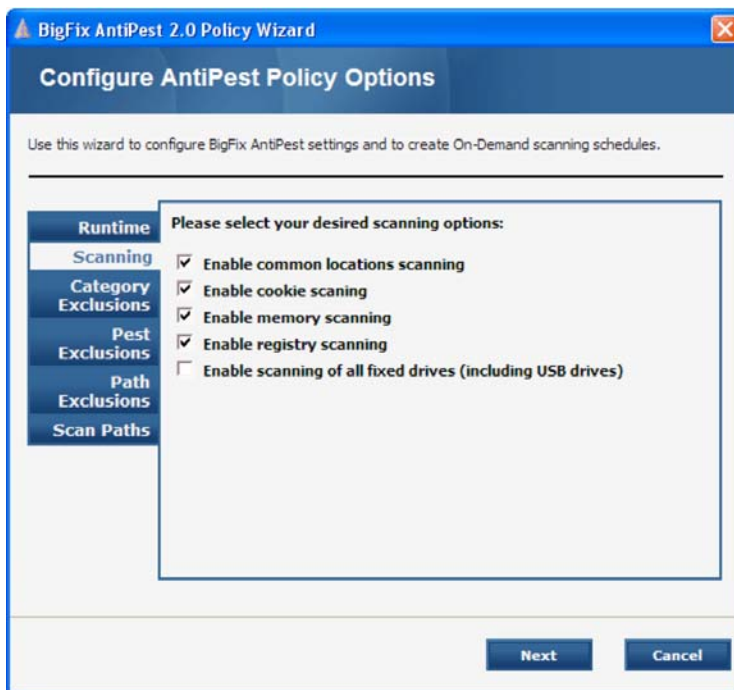 BigFix AntiPest 2.0 Policy Wizard
Configure AntiPest Policy Options
Use this wizard to configure BigFix AntiPest settings and to create On-Demand scanning schedules.
Runtime
Scanning
Category
Exclusions
Pest
Exclusions
Path
Exclusions
Scan Paths
Please select your desired scanning options:
Enable common locations scanning
Enable cookie scaning
Enable memory scanning
Enable registry scanning
Enable scanning of all fixed drives (including USB drives)
Next
Cancel